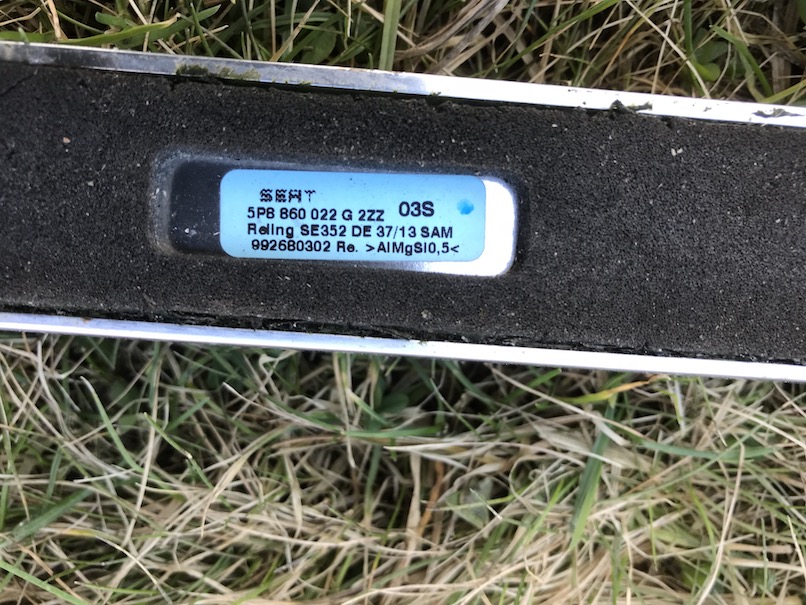 SEAT
5P8 860 022 G 2ZZ 03S
Reling SE352 DE 37/13 SAM
992680302 Re. >AlMgSi0,5<